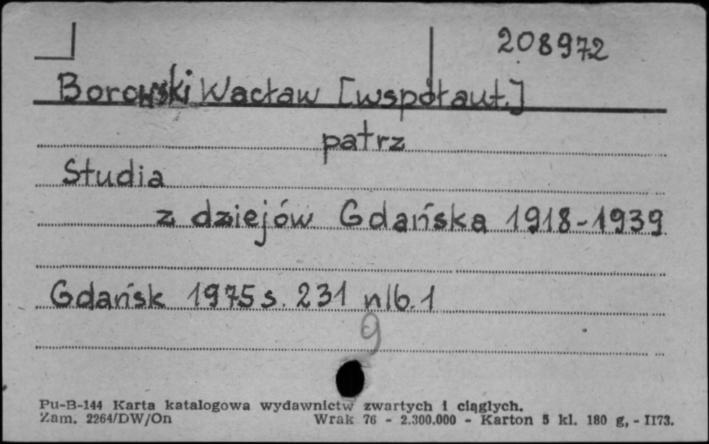 208972
Borowski Wacław [współaut.]
patrz
Studia
z dziejów Gdańska 1918-1939
Gdańsk 1975 s. 231 nlb. 1
9
Pu-B-144 Karta katalogowa wydawnictw zwartych i ciągłych.
Zam. 2264/DW/On Wrak 76 - 2.300.000 - Karton 5 kl. 180 g, - II73.